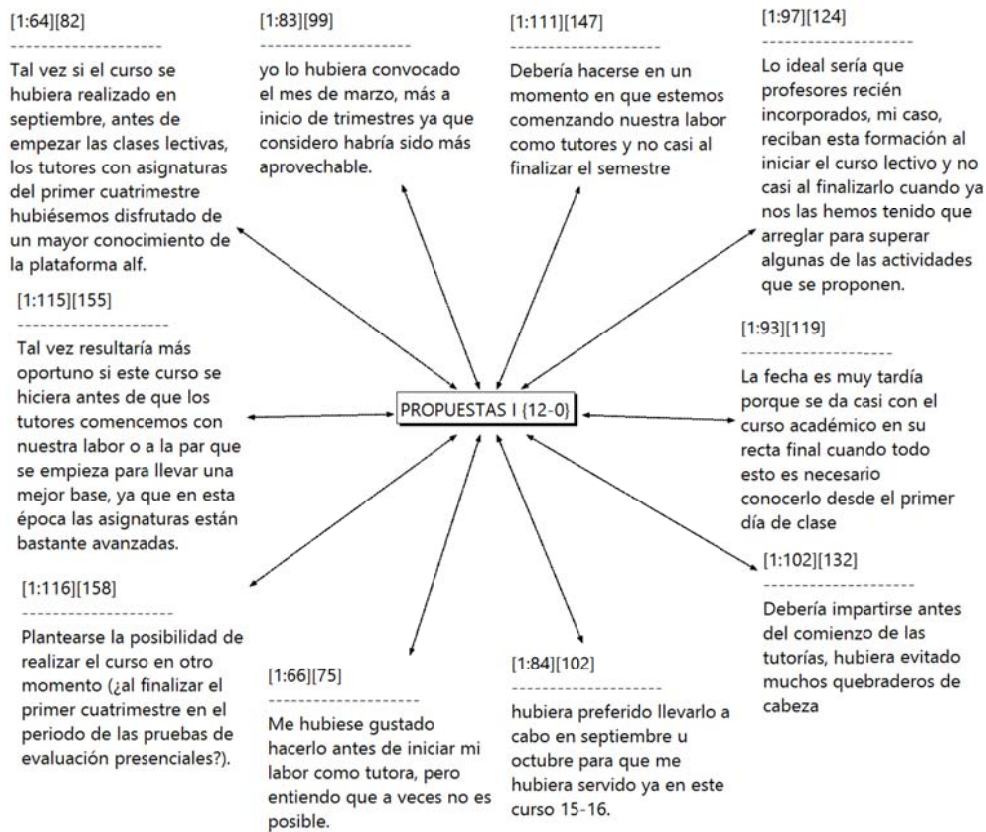 [1:64][82]
--------------------
Tal vez si el curso se
hubiera realizado en
septiembre, antes de
empezar las clases lectivas,
los tutores con asignaturas
del primer cuatrimestre
hubiésemos disfrutado de
un mayor conocimiento de
la plataforma alf.
[1:83][99]
--------------------
yo lo hubiera convocado
el mes de marzo, más a
inicio de trimestres ya que
considero habría sido más
aprovechable.
[1:111][147]
--------------------
Debería hacerse en un
momento en que estemos
comenzando nuestra labor
como tutores y no casi al
finalizar el semestre
[1:97][124]
--------------------
Lo ideal sería que
profesores recién
incorporados, mi caso,
reciban esta formación al
iniciar el curso lectivo y no
casi al finalizarlo cuando ya
nos las hemos tenido que
arreglar para superar
algunas de las actividades
que se proponen.
[1:115][155]
--------------------
Tal vez resultaría más
oportuno si este curso se
hiciera antes de que los
tutores comencemos con
nuestra labor o a la par que
se empieza para llevar una
mejor base, ya que en esta
época las asignaturas están
bastante avanzadas.
PROPUESTAS I {12-0}
[1:93][119]
--------------------
La fecha es muy tardía
porque se da casi con el
curso académico en su
recta final cuando todo
esto es necesario
conocerlo desde el primer
día de clase
[1:116][158]
--------------------
Plantearse la posibilidad de
realizar el curso en otro
momento (¿al finalizar el
primer cuatrimestre en el
periodo de las pruebas de
evaluación presenciales?).
[1:66][75]
--------------------
Me hubiese gustado
hacerlo antes de iniciar mi
labor como tutora, pero
entiendo que a veces no es
posible.
[1:84][102]
--------------------
hubiera preferido llevarlo a
cabo en septiembre u
octubre para que me
hubiera servido ya en este
curso 15-16.
[1:102][132]
--------------------
Debería impartirse antes
del comienzo de las
tutorías, hubiera evitado
muchos quebraderos de
cabeza